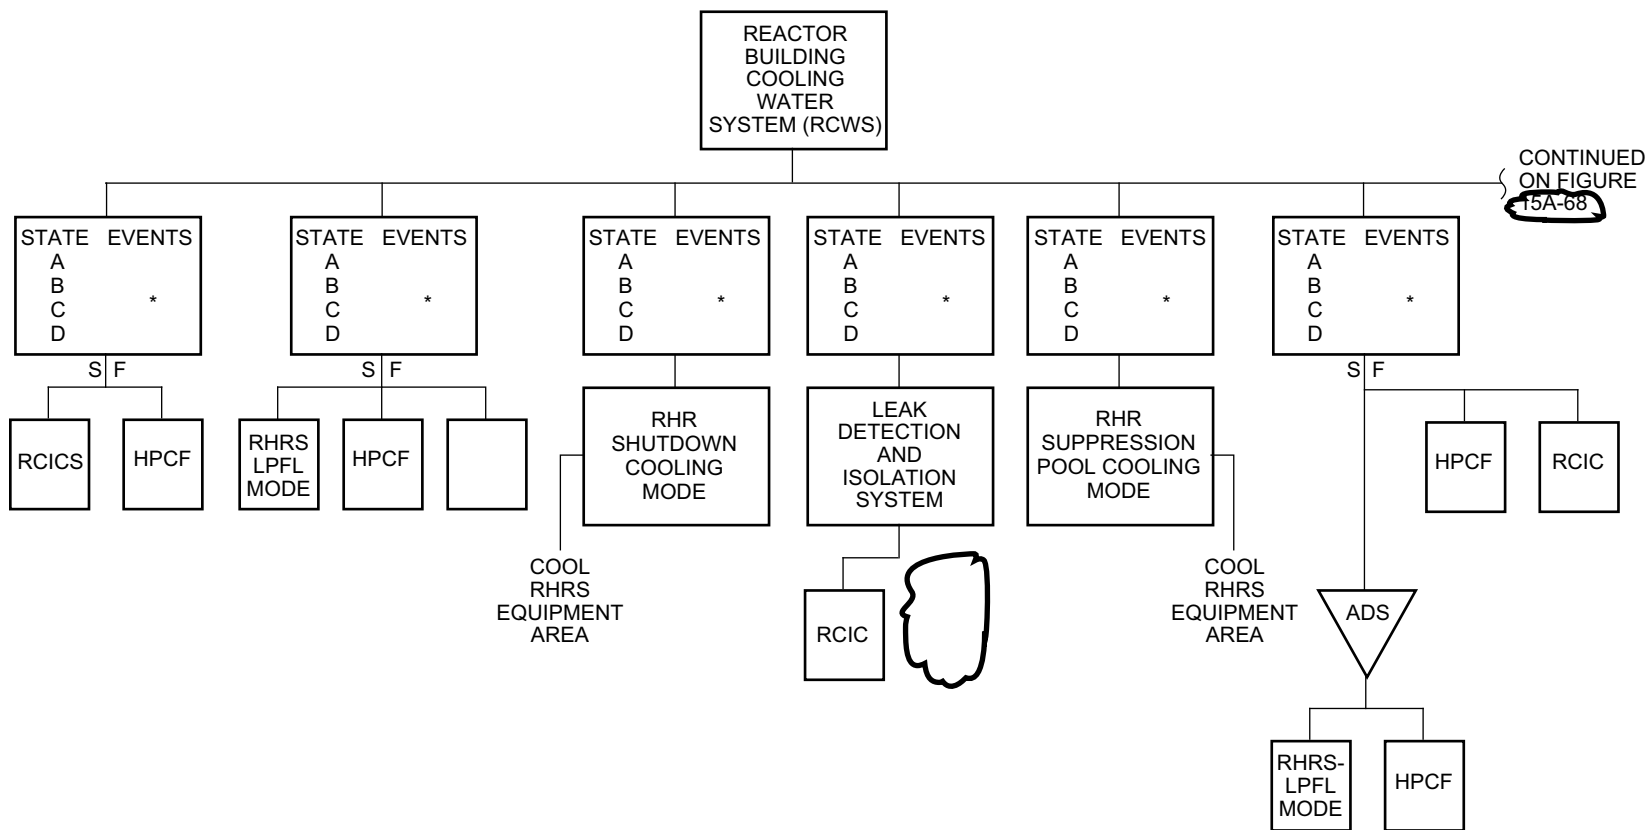 REACTOR
BUILDING
COOLING
WATER
SYSTEM (RCWS)
CONTINUED
ON FIGURE
15A-68
STATE EVENTS
A
B
C
D
*
S F
RCICS
HPCF
STATE EVENTS
A
B
C
D
*
S F
RHRS
LPFL
MODE
HPCF
STATE EVENTS
A
B
C
D
*
RHR
SHUTDOWN
COOLING
MODE
COOL
RHRS
EQUIPMENT
AREA
STATE EVENTS
A
B
C
D
*
LEAK
DETECTION
AND
ISOLATION
SYSTEM
RCIC
STATE EVENTS
A
B
C
D
*
RHR
SUPPRESSION
POOL COOLING
MODE
COOL
RHRS
EQUIPMENT
AREA
STATE EVENTS
A
B
C
D
*
S F
HPCF
RCIC
ADS
RHRS-
LPFL
MODE
HPCF